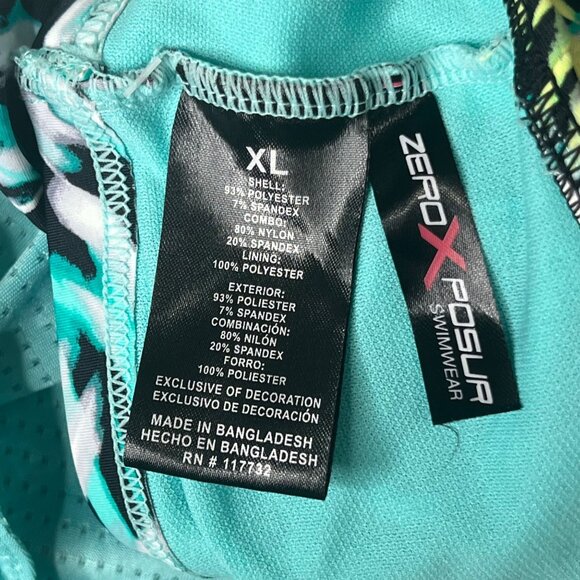 XL
SHELL:
93% POLYESTER
7% SPANDEX
COMBO:
80% NYLON
20% SPANDEX
LINING:
100% POLYESTER
EXTERIOR:
93% POLIESTER
7% SPANDEX
COMBINACIÓN:
80% NILÓN
20% SPANDEX
FORRO:
100% POLIESTER
EXCLUSIVE OF DECORATION
EXCLUSIVO DE DECORACIÓN
MADE IN BANGLADESH
HECHO EN BANGLADESH
RN # 117732
ZEROXPOSUR
SWIMWEAR